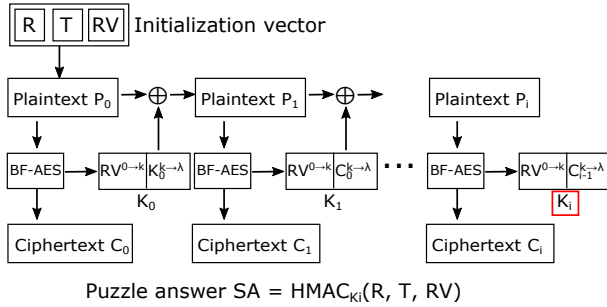 R T RV Initialization vector
Plaintext P₀ ⊕ Plaintext P₁ ⊕ Plaintext Pᵢ
BF-AES RV⁰→ᵏ K₀ᵏ→λ BF-AES RV⁰→ᵏ C₀ᵏ→λ ... BF-AES RV⁰→ᵏ Cᵢ₋₁ᵏ→λ
K₀ K₁ Kᵢ
Ciphertext C₀ Ciphertext C₁ Ciphertext Cᵢ
Puzzle answer SA = HMAC_Kᵢ(R, T, RV)